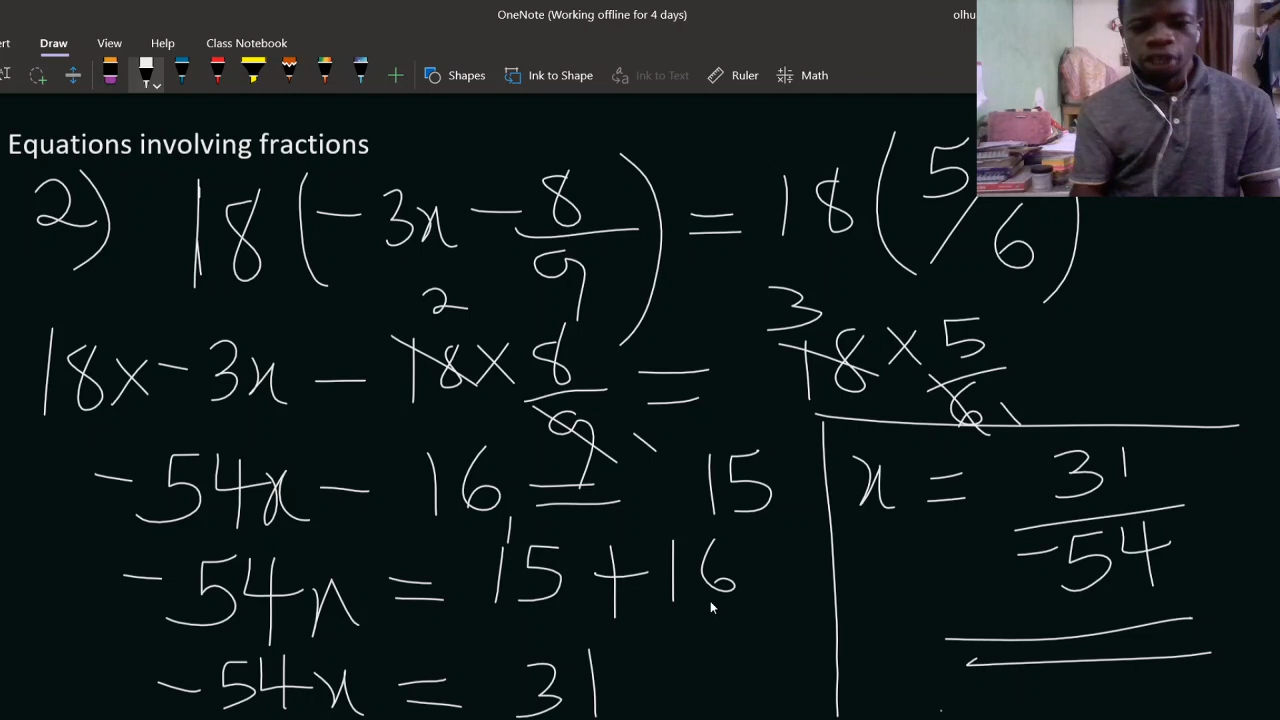 OneNote (Working offline for 4 days)
Draw View Help Class Notebook
Shapes Ink to Shape Ink to Text Ruler Math
Equations involving fractions
2) 18(-3x - 8/9) = 18(5/6)
2 3
18x - 3x - 18 x 8/9 = 18 x 5/6
-54x - 16 = 15
-54x = 15 + 16
-54x = 31
x = 31/-54